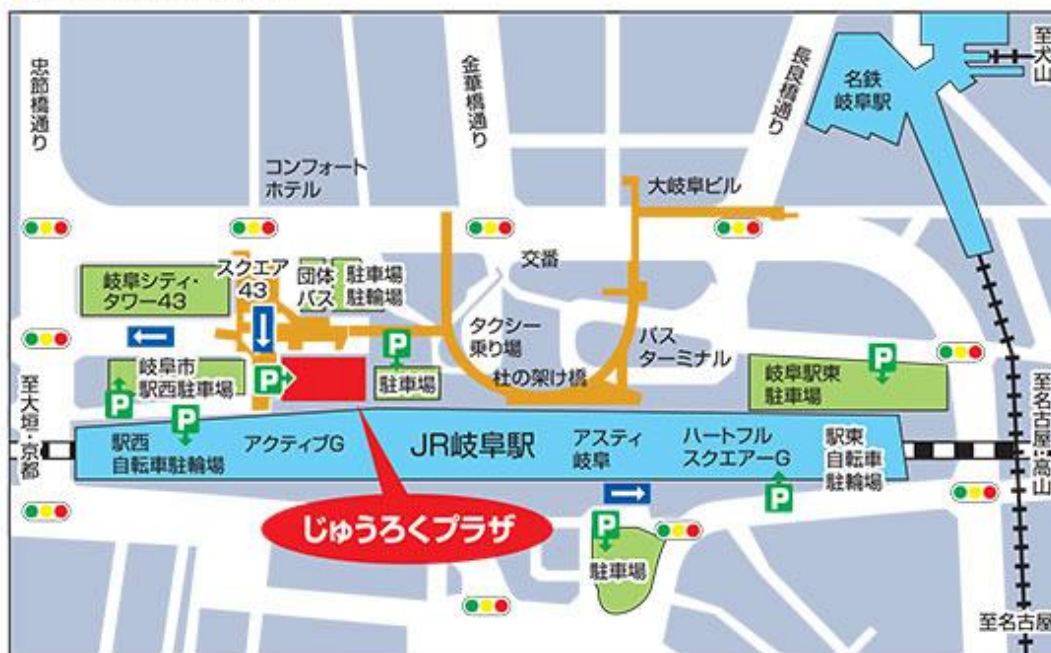 忠節橋通り
金華橋通り
長良橋通り
至犬山
名鉄
岐阜駅
コンフォート
ホテル
大岐阜ビル
交番
岐阜シティ・
タワー43
スクエア
43
団体
バス
駐車場
駐輪場
タクシー
乗り場
バス
ターミナル
杜の架け橋
P
P
P
岐阜市
駅西駐車場
P
駐車場
岐阜駅東
駐車場
至大垣・京都
P
駅西
自転車駐輪場
アクティブG
JR岐阜駅
アスティ
岐阜
ハートフル
スクエアーG
駅東
自転車
駐輪場
至名古屋・高山
P
P
駐車場
じゅうろくプラザ
至名古屋